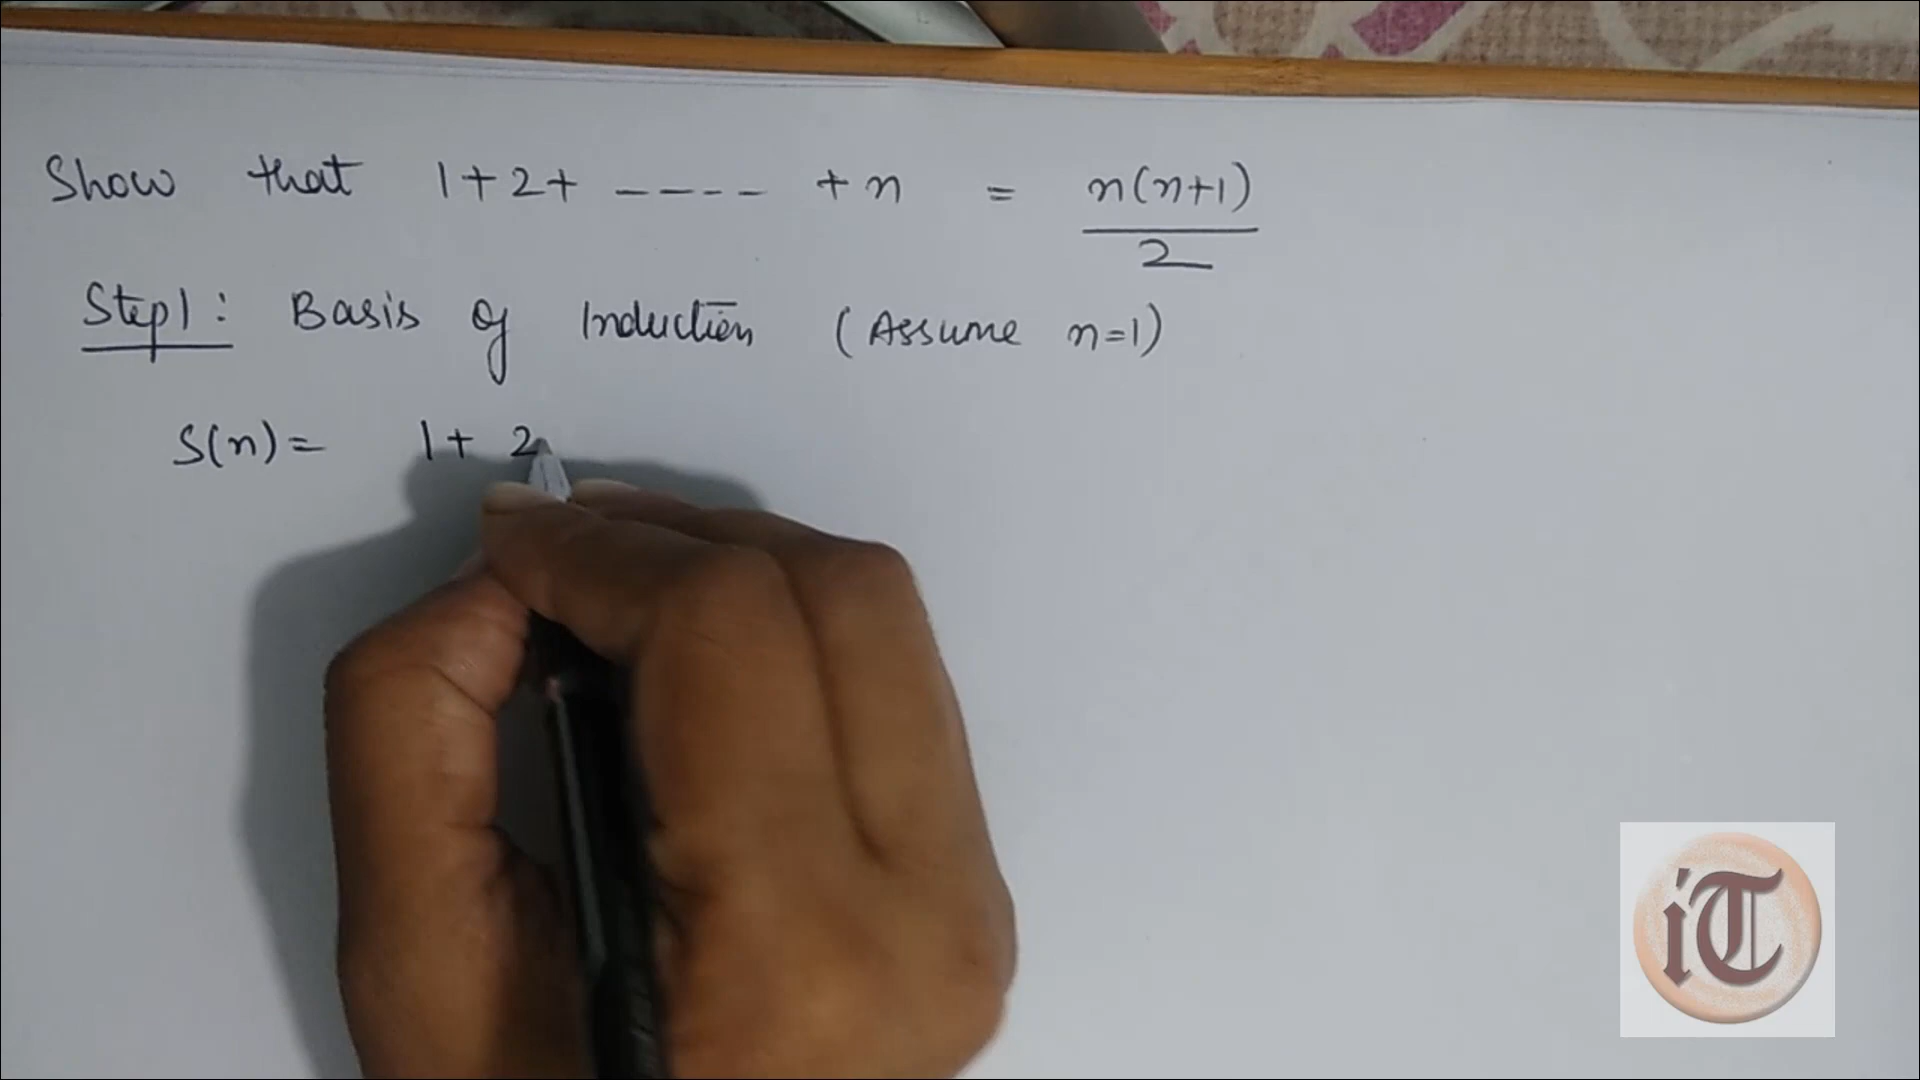 Show that 1+2+ ---- +n = n(n+1)/2
Step1: Basis of Induction (Assume n=1)
S(n)= 1+ 2
iT